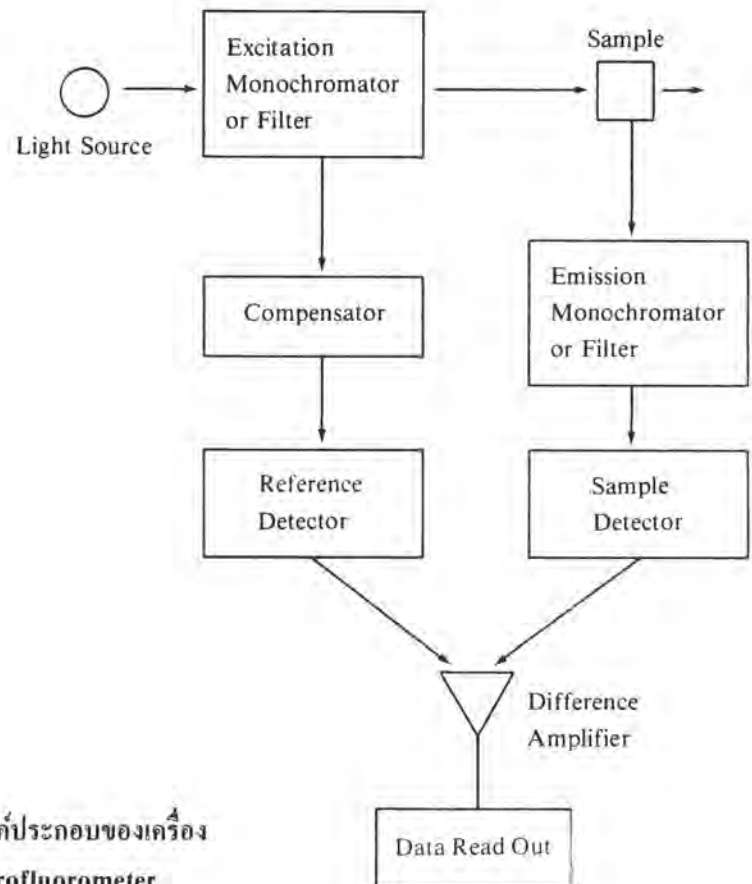 Excitation
Monochromator
or Filter
Sample
Light Source
Compensator
Emission
Monochromator
or Filter
Reference
Detector
Sample
Detector
Difference
Amplifier
Data Read Out
ประกอบของเครื่อง